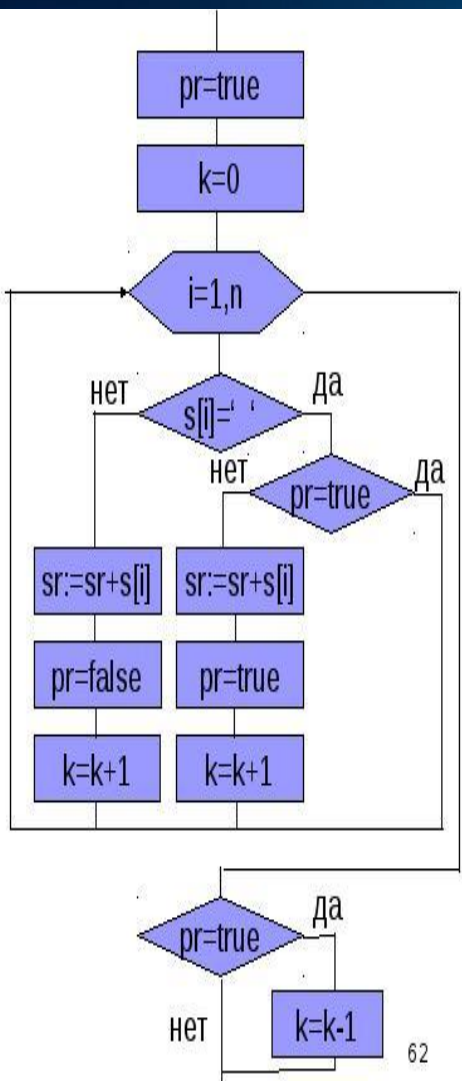 pr=true
k=0
i=1,n
нет
да
s[i]=‘ ‘
нет
да
pr=true
sr:=sr+s[i]
sr:=sr+s[i]
pr=false
pr=true
k=k+1
k=k+1
да
pr=true
нет
k=k-1
62